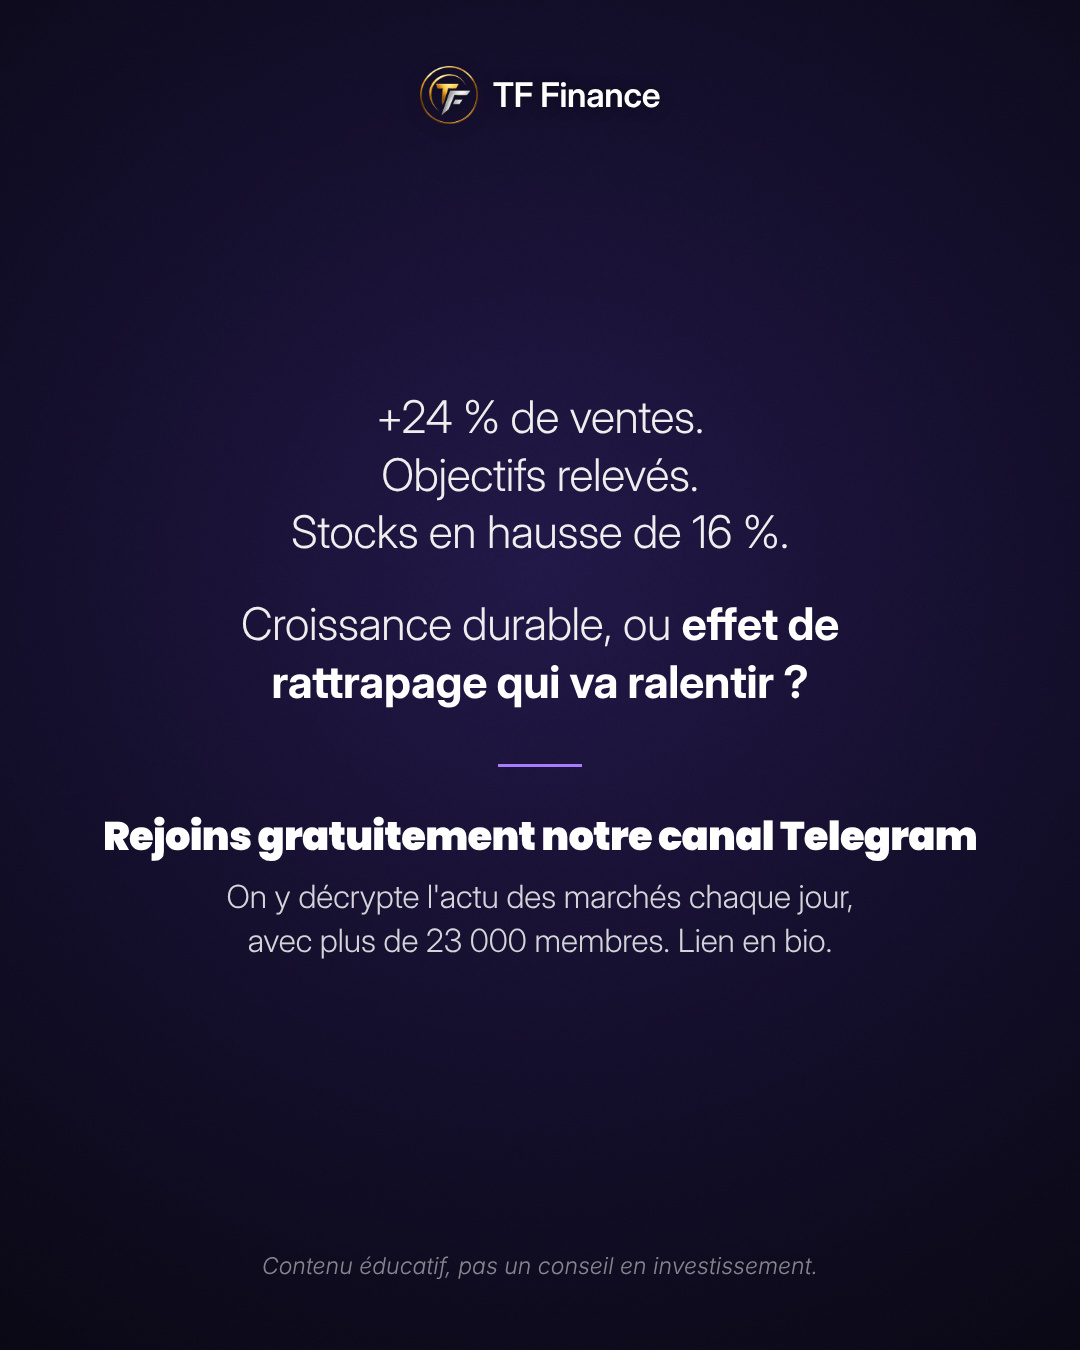 TF TF Finance
+24 % de ventes.
Objectifs relevés.
Stocks en hausse de 16 %.
Croissance durable, ou effet de
rattrapage qui va ralentir ?
Rejoins gratuitement notre canal Telegram
On y décrypte l'actu des marchés chaque jour,
avec plus de 23 000 membres. Lien en bio.
Contenu éducatif, pas un conseil en investissement.